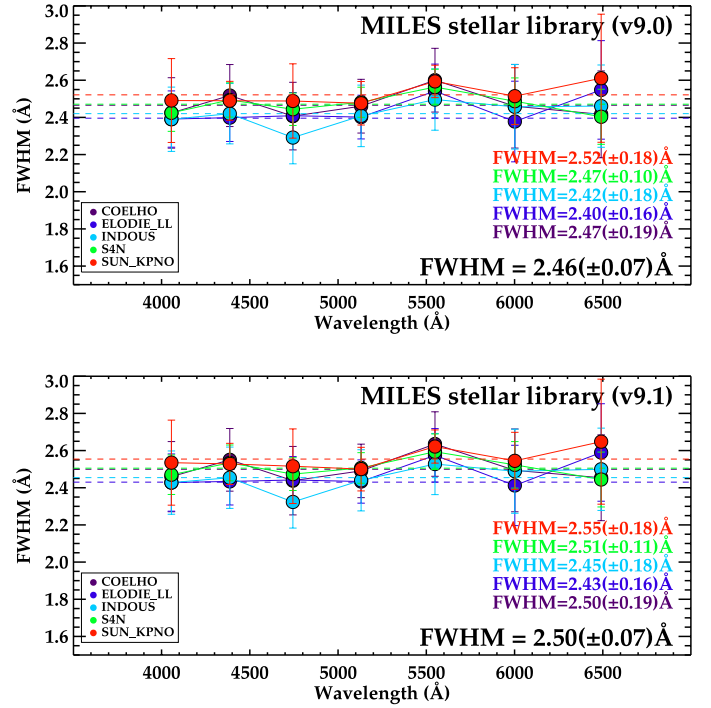 MILES stellar library (v9.0)
3.0
2.8
2.6
2.4
2.2
2.0
1.8
1.6
FWHM (Å)
FWHM=2.52(±0.18)Å
FWHM=2.47(±0.10)Å
FWHM=2.42(±0.18)Å
FWHM=2.40(±0.16)Å
FWHM=2.47(±0.19)Å
COELHO
ELODIE_LL
INDOUS
S4N
SUN_KPNO
FWHM = 2.46(±0.07)Å
4000 4500 5000 5500 6000 6500
Wavelength (Å)
MILES stellar library (v9.1)
3.0
2.8
2.6
2.4
2.2
2.0
1.8
1.6
FWHM (Å)
FWHM=2.55(±0.18)Å
FWHM=2.51(±0.11)Å
FWHM=2.45(±0.18)Å
FWHM=2.43(±0.16)Å
FWHM=2.50(±0.19)Å
COELHO
ELODIE_LL
INDOUS
S4N
SUN_KPNO
FWHM = 2.50(±0.07)Å
4000 4500 5000 5500 6000 6500
Wavelength (Å)